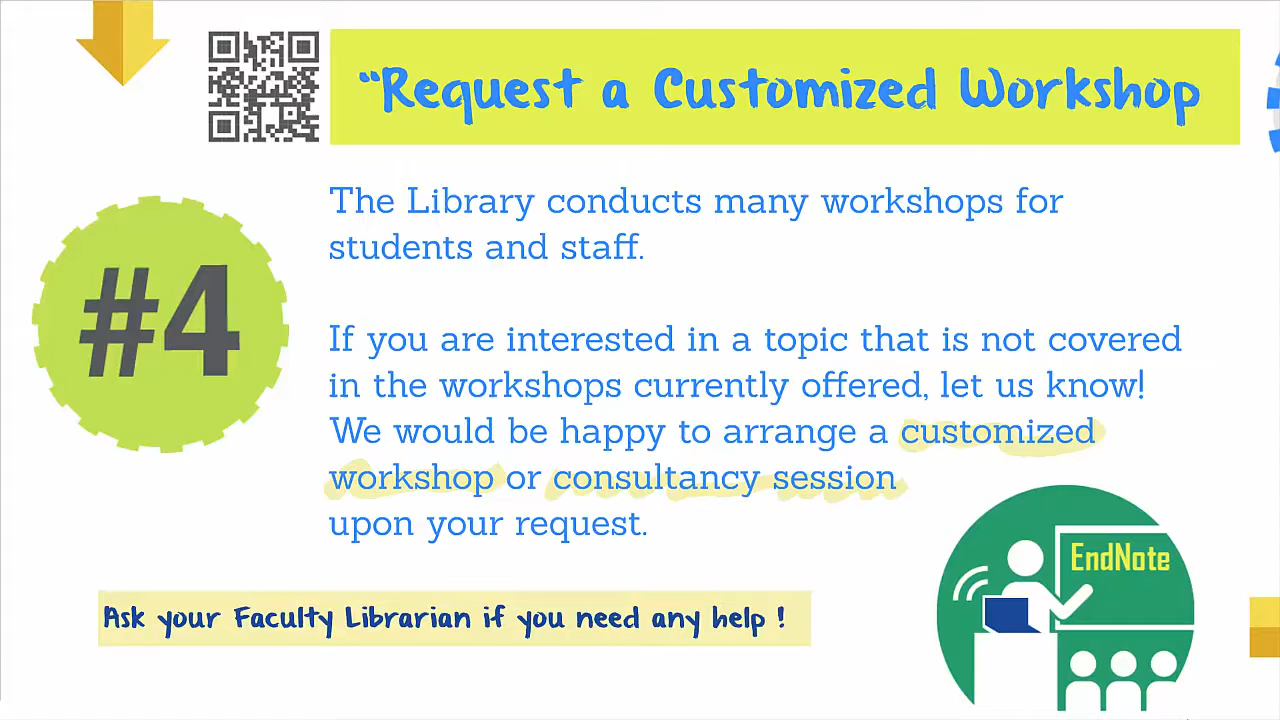 “Request a Customized Workshop
#4
The Library conducts many workshops for
students and staff.
If you are interested in a topic that is not covered
in the workshops currently offered, let us know!
We would be happy to arrange a customized
workshop or consultancy session
upon your request.
EndNote
Ask your Faculty Librarian if you need any help !